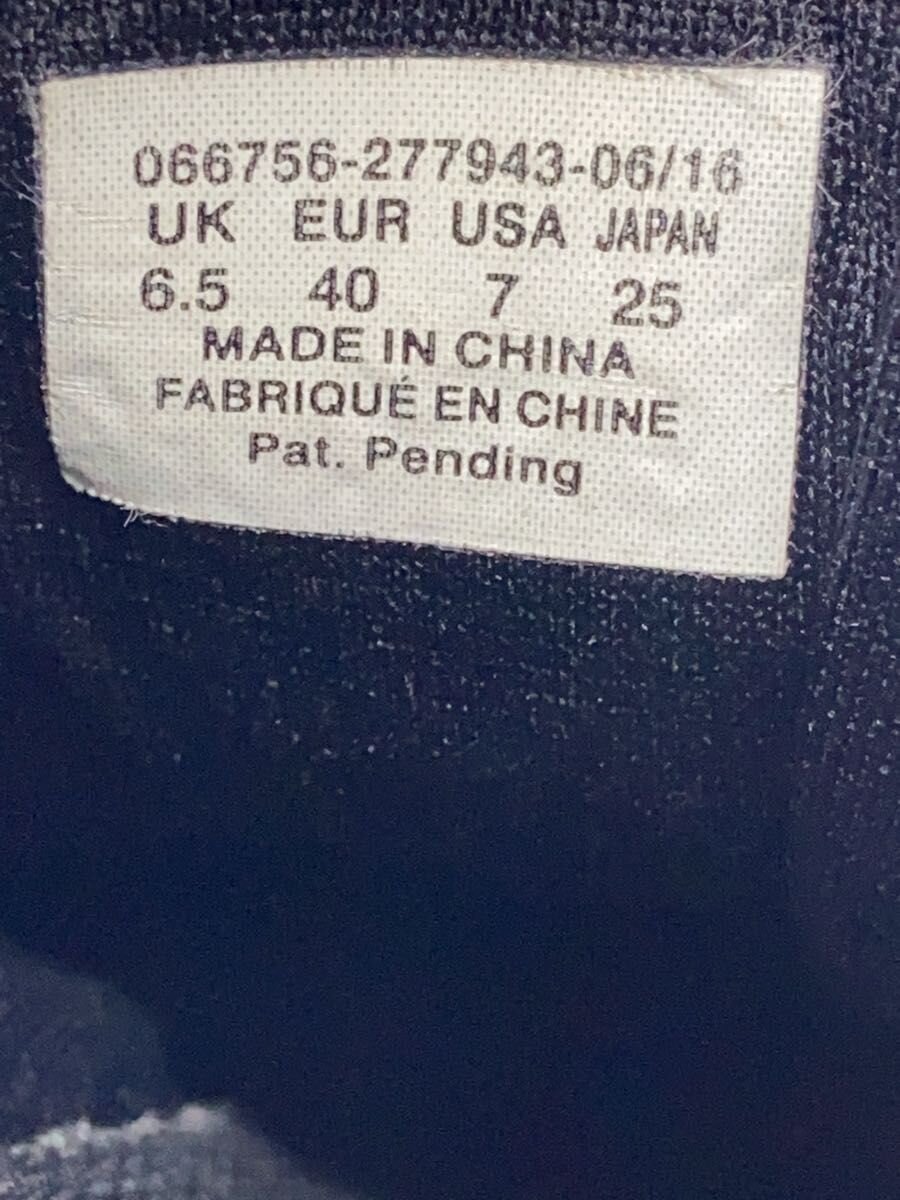 066756-277943-06/16
UK EUR USA JAPAN
6.5 40 7 25
MADE IN CHINA
FABRIQUÉ EN CHINE
Pat. Pending